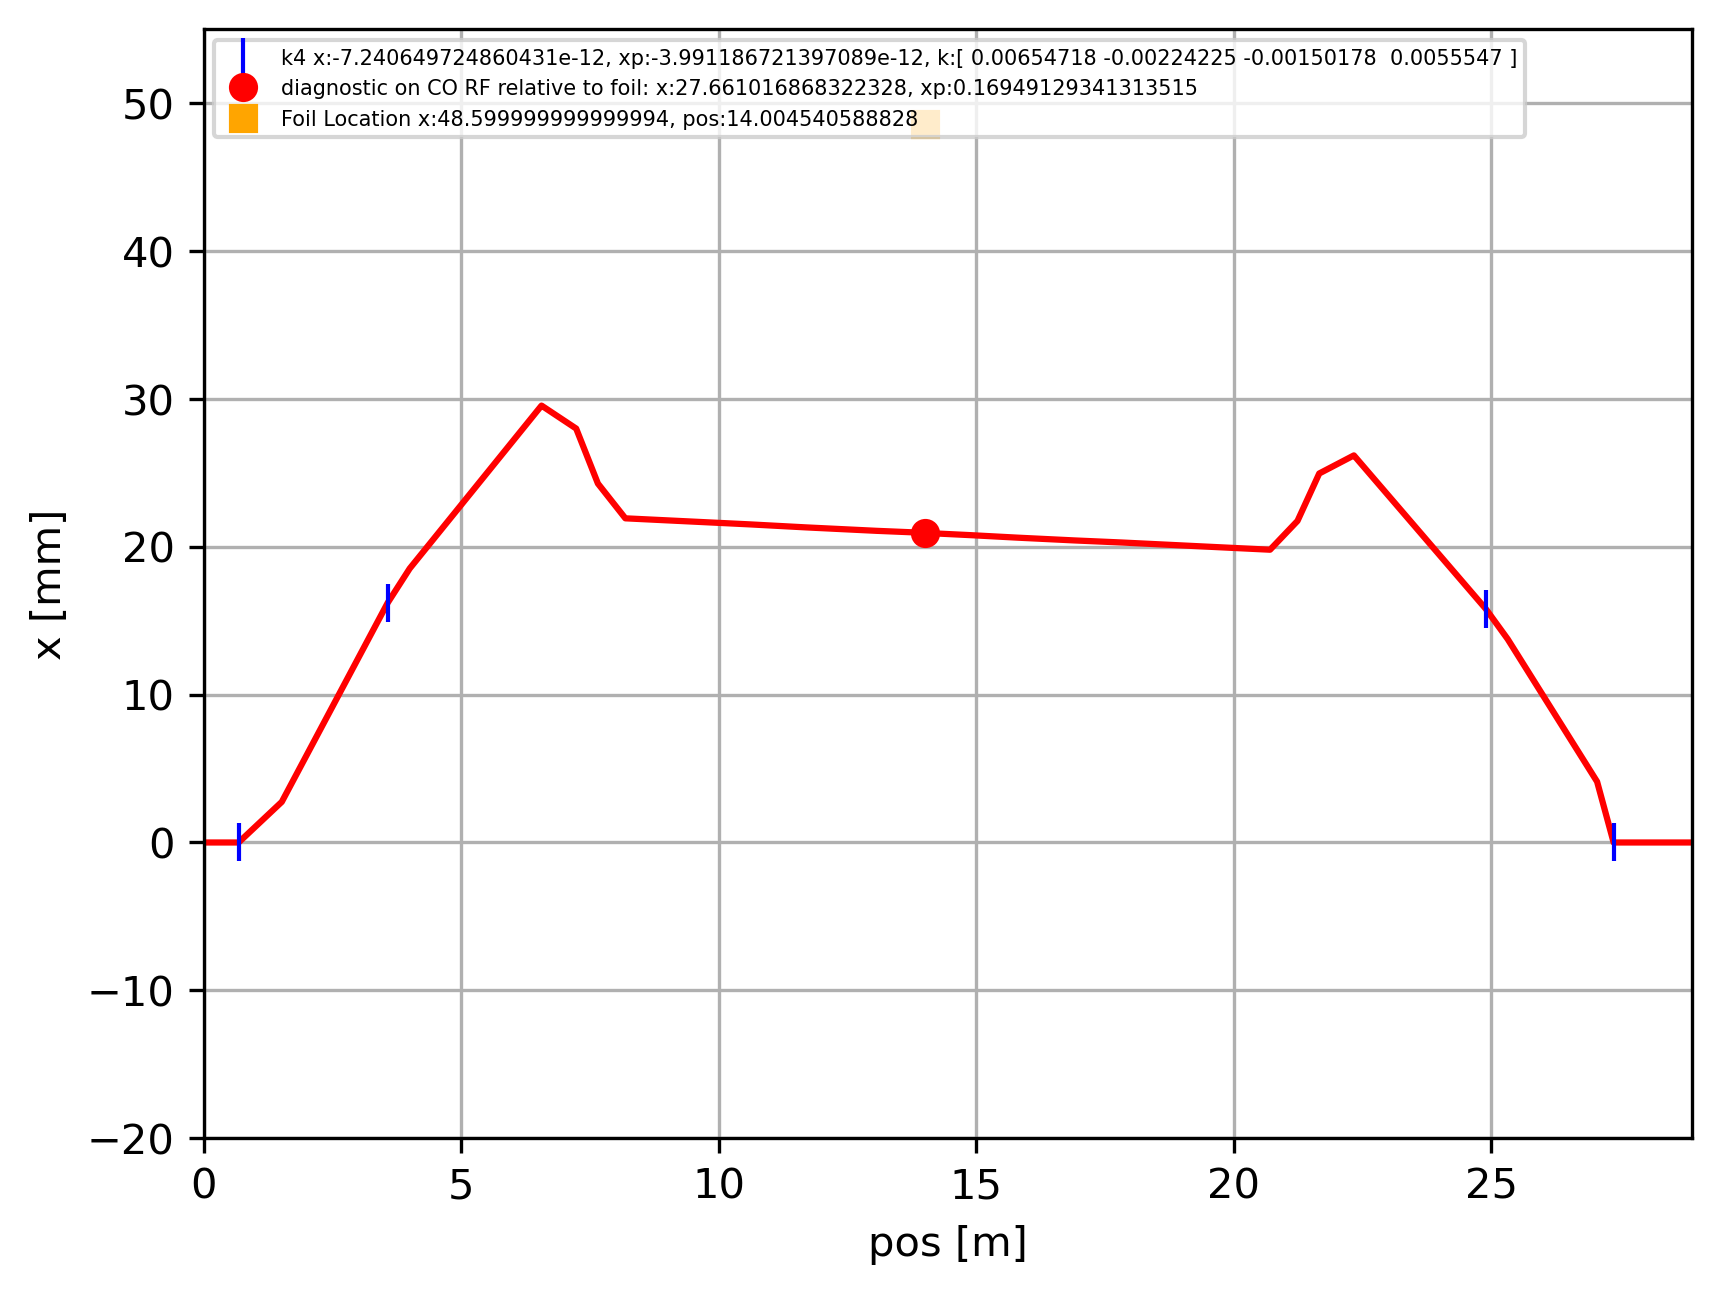 k4 x:-7.240649724860431e-12, xp:-3.991186721397089e-12, k:[ 0.00654718 -0.00224225 -0.00150178  0.0055547 ]
diagnostic on CO RF relative to foil: x:27.661016868322328, xp:0.16949129341313515
Foil Location x:48.599999999999994, pos:14.004540588828
50
40
30
20
10
0
−10
−20
x [mm]
0 5 10 15 20 25
pos [m]